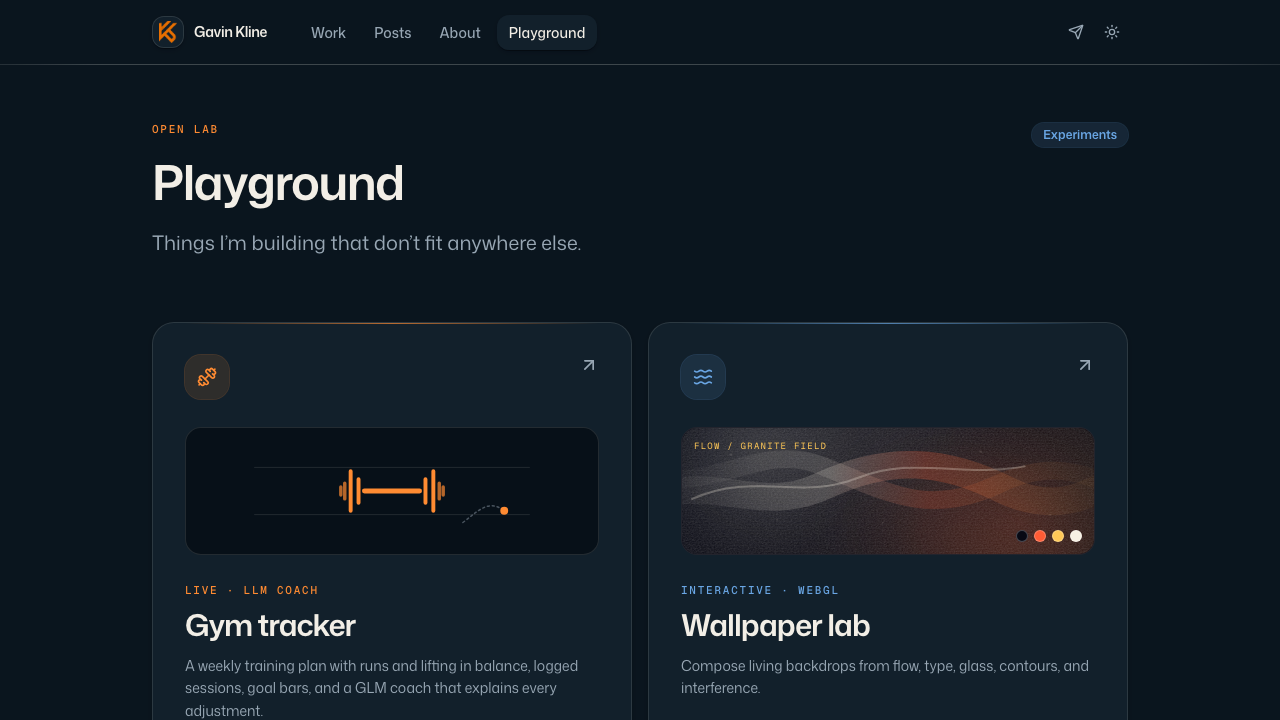 Gavin Kline
Work
Posts
About
Playground
OPEN LAB
Experiments
Playground
Things I’m building that don’t fit anywhere else.
FLOW / GRANITE FIELD
LIVE · LLM COACH
Gym tracker
A weekly training plan with runs and lifting in balance, logged
sessions, goal bars, and a GLM coach that explains every
adjustment.
INTERACTIVE · WEBGL
Wallpaper lab
Compose living backdrops from flow, type, glass, contours, and
interference.